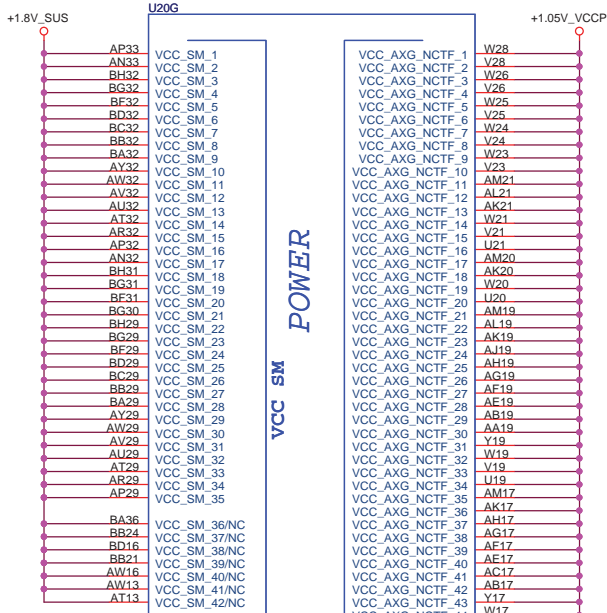 U20G
+1.8V_SUS +1.05V_VCCP
AP33 VCC_SM_1 VCC_AXG_NCTF_1 W28
AN33 VCC_SM_2 VCC_AXG_NCTF_2 V28
BH32 VCC_SM_3 VCC_AXG_NCTF_3 W26
BG32 VCC_SM_4 VCC_AXG_NCTF_4 V26
BF32 VCC_SM_5 VCC_AXG_NCTF_5 W25
BD32 VCC_SM_6 VCC_AXG_NCTF_6 V25
BC32 VCC_SM_7 VCC_AXG_NCTF_7 W24
BB32 VCC_SM_8 VCC_AXG_NCTF_8 V24
BA32 VCC_SM_9 VCC_AXG_NCTF_9 W23
AY32 VCC_SM_10 VCC_AXG_NCTF_10 V23
AW32 VCC_SM_11 VCC_AXG_NCTF_11 AM21
AV32 VCC_SM_12 VCC_AXG_NCTF_12 AL21
AU32 VCC_SM_13 VCC_AXG_NCTF_13 AK21
AT32 VCC_SM_14 VCC_AXG_NCTF_14 W21
AR32 VCC_SM_15 VCC_AXG_NCTF_15 V21
AP32 VCC_SM_16 VCC_AXG_NCTF_16 U21
AN32 VCC_SM_17 VCC_AXG_NCTF_17 AM20
BH31 VCC_SM_18 VCC_AXG_NCTF_18 AK20
BG31 VCC_SM_19 VCC_AXG_NCTF_19 W20
BF31 VCC_SM_20 VCC_AXG_NCTF_20 U20
BG30 VCC_SM_21 VCC_AXG_NCTF_21 AM19
BH29 VCC_SM_22 VCC_AXG_NCTF_22 AL19
BG29 VCC_SM_23 VCC_AXG_NCTF_23 AK19
BF29 VCC_SM_24 VCC_AXG_NCTF_24 AJ19
BD29 VCC_SM_25 VCC_AXG_NCTF_25 AH19
BC29 VCC_SM_26 VCC_AXG_NCTF_26 AG19
BB29 VCC_SM_27 VCC_AXG_NCTF_27 AF19
BA29 VCC_SM_28 VCC_AXG_NCTF_28 AE19
AY29 VCC_SM_29 VCC_AXG_NCTF_29 AB19
AW29 VCC_SM_30 VCC_AXG_NCTF_30 AA19
AV29 VCC_SM_31 VCC_AXG_NCTF_31 Y19
AU29 VCC_SM_32 VCC_AXG_NCTF_32 W19
AT29 VCC_SM_33 VCC_AXG_NCTF_33 V19
AR29 VCC_SM_34 VCC_AXG_NCTF_34 U19
AP29 VCC_SM_35 VCC_AXG_NCTF_35 AM17
VCC_AXG_NCTF_36 AK17
BA36 VCC_SM_36/NC VCC_AXG_NCTF_37 AH17
BB24 VCC_SM_37/NC VCC_AXG_NCTF_38 AG17
BD16 VCC_SM_38/NC VCC_AXG_NCTF_39 AF17
BB21 VCC_SM_39/NC VCC_AXG_NCTF_40 AE17
AW16 VCC_SM_40/NC VCC_AXG_NCTF_41 AC17
AW13 VCC_SM_41/NC VCC_AXG_NCTF_42 AB17
AT13 VCC_SM_42/NC VCC_AXG_NCTF_43 Y17
W17
POWER
VCC SM